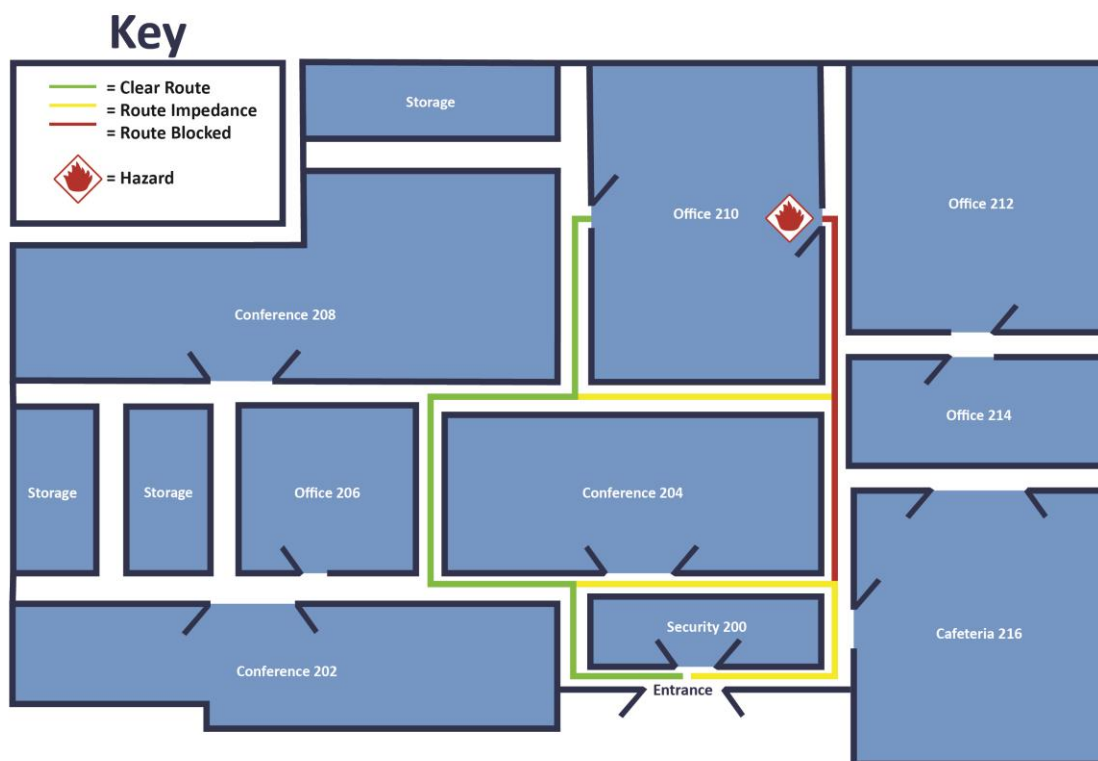 Key
= Clear Route
= Route Impedance
= Route Blocked
= Hazard
Storage
Office 210
Office 212
Conference 208
Office 214
Storage
Storage
Office 206
Conference 204
Security 200
Cafeteria 216
Conference 202
Entrance